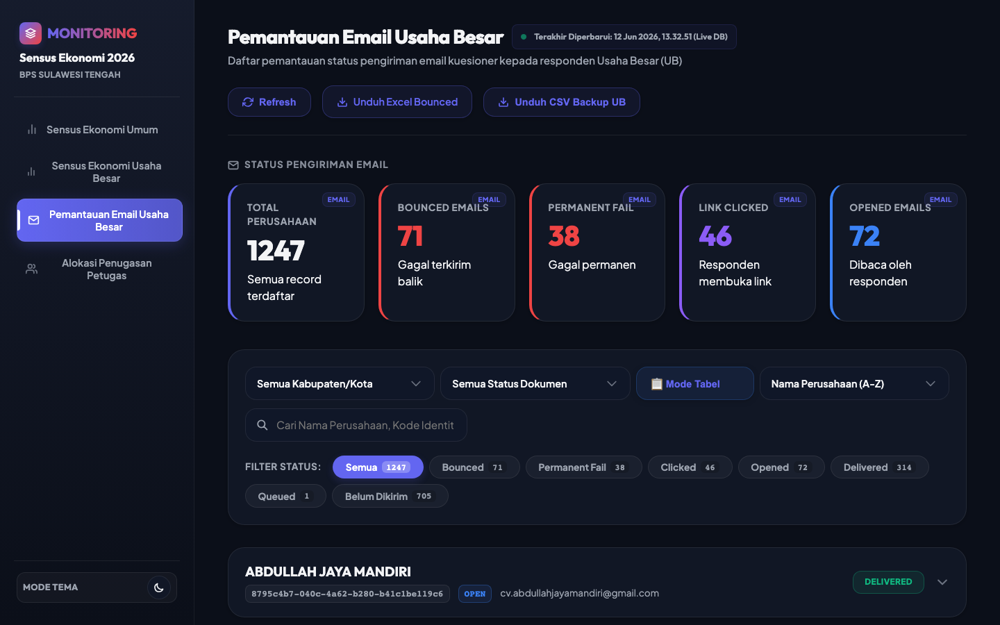 MONITORING
Sensus Ekonomi 2026
BPS SULAWESI TENGAH
Sensus Ekonomi Umum
Sensus Ekonomi Usaha
Besar
Pemantauan Email Usaha
Besar
Alokasi Penugasan
Petugas
MODE TEMA
Pemantauan Email Usaha Besar
Terakhir Diperbarui: 12 Jun 2026, 13.32.51 (Live DB)
Daftar pemantauan status pengiriman email kuesioner kepada responden Usaha Besar (UB)
Refresh
Unduh Excel Bounced
Unduh CSV Backup UB
STATUS PENGIRIMAN EMAIL
EMAIL
TOTAL
PERUSAHAAN
1247
Semua record
terdaftar
EMAIL
BOUNCED EMAILS
71
Gagal terkirim
balik
EMAIL
PERMANENT FAIL
38
Gagal permanen
EMAIL
LINK CLICKED
46
Responden
membuka link
EMAIL
OPENED EMAILS
72
Dibaca oleh
responden
Semua Kabupaten/Kota
Semua Status Dokumen
Mode Tabel
Nama Perusahaan (A-Z)
Cari Nama Perusahaan, Kode Identit
FILTER STATUS:
Semua 1247
Bounced 71
Permanent Fail 38
Clicked 46
Opened 72
Delivered 314
Queued 1
Belum Dikirim 705
ABDULLAH JAYA MANDIRI
8795c4b7-040c-4a62-b280-b41c1be119c6
OPEN
cv.abdullahjayamandiri@gmail.com
DELIVERED